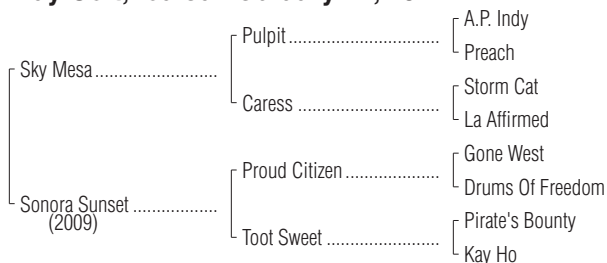 Pulpit
A.P. Indy
Preach
Sky Mesa
Caress
Storm Cat
La Affirmed
Proud Citizen
Gone West
Drums Of Freedom
Sonora Sunset
(2009)
Toot Sweet
Pirate's Bounty
Kay Ho